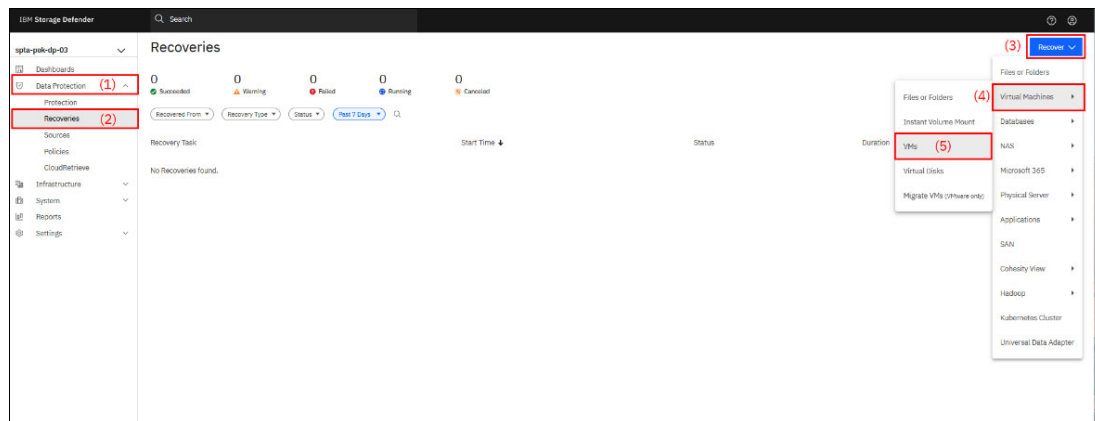 IBM Storage Defender
Search
spta-pok-dp-03
Dashboards
Data Protection (1)
Protection
Recoveries (2)
Sources
Policies
CloudRetrieve
Infrastructure
System
Reports
Settings
Recoveries
0 0 0 0 0
Succeeded Warning Failed Running Canceled
Recovered From Recovery Type Status Past 7 Days
Recovery Task Start Time Status Duration
No Recoveries found.
(3) Recover
Files or Folders
(4) Virtual Machines
Databases
NAS
Microsoft 365
Physical Server
Applications
SAN
Cohesity View
Hadoop
Kubernetes Cluster
Universal Data Adapter
Files or Folders
Instant Volume Mount
VMs (5)
Virtual Disks
Migrate VMs (VMware only)